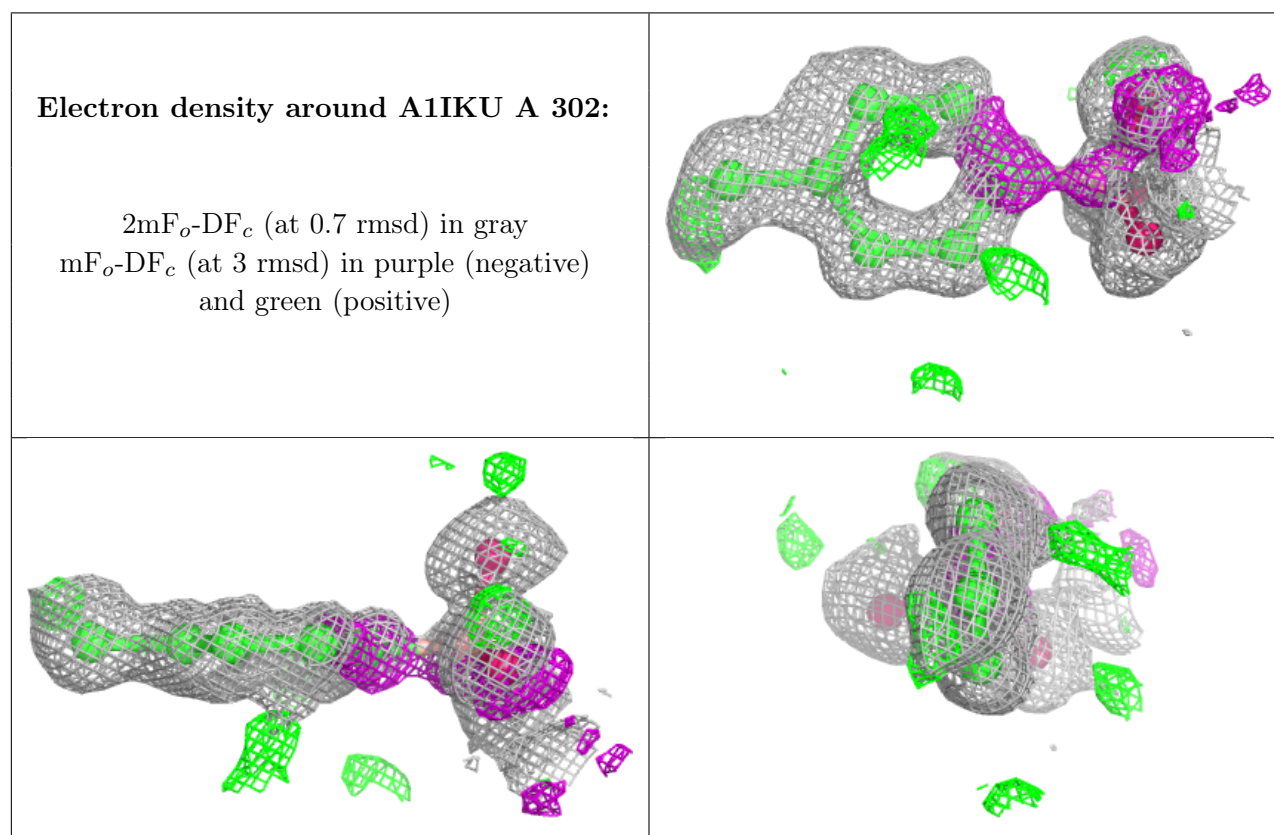 Electron density around A1IKU A 302:
2mFo-DFc (at 0.7 rmsd) in gray
mFo-DFc (at 3 rmsd) in purple (negative)
and green (positive)